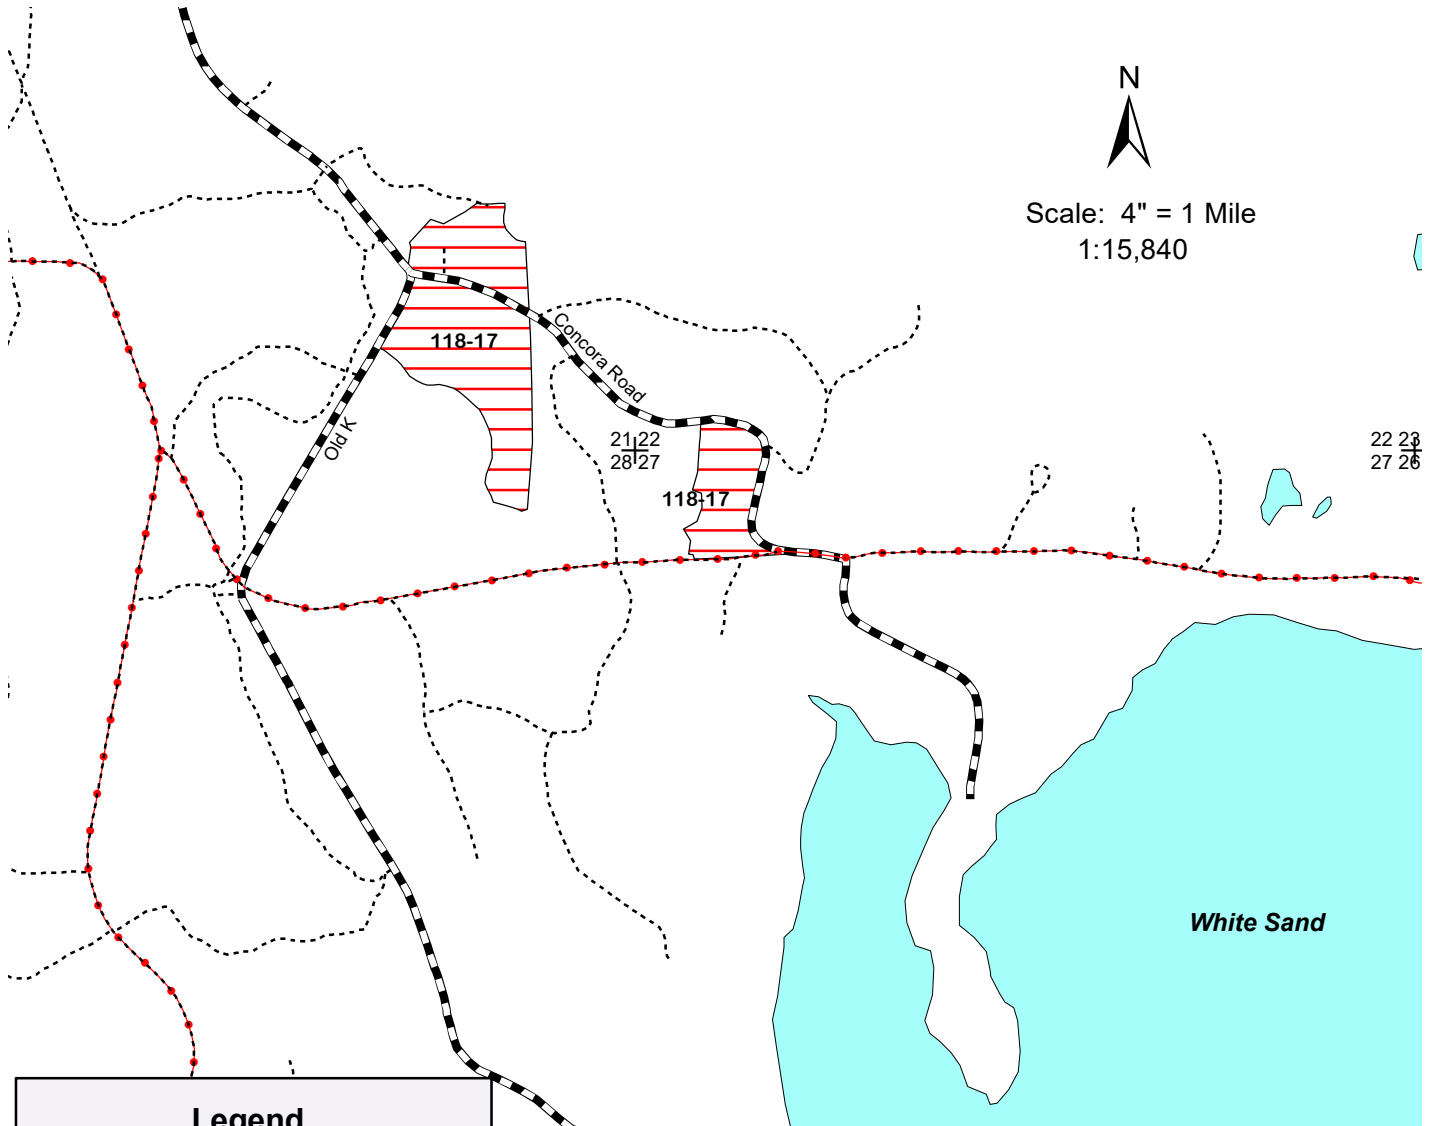 N
Scale: 4" = 1 Mile
1:15,840
118-17
Concora Road
Old K
21 22
28 27
22 23
27 26
118-17
White Sand
Legend